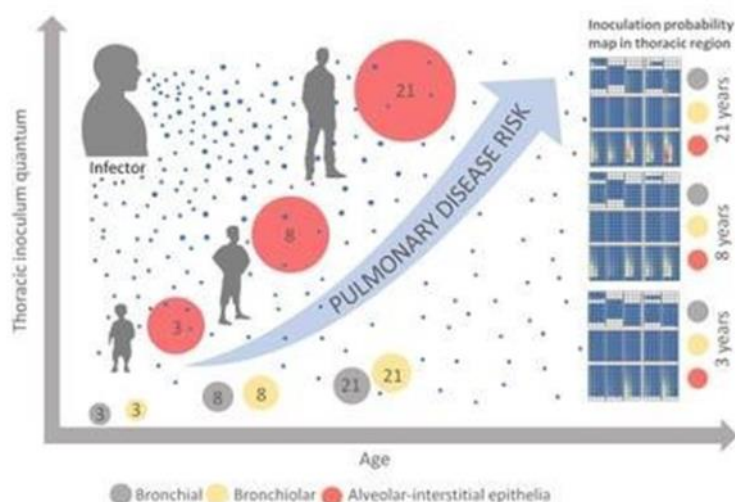 Inoculation probability
map in thoracic region
21
21 years
Infector
PULMONARY DISEASE RISK
8
8 years
3
3 years
3
3
8
8
21
21
Thoracic inoculum quantum
Age
Bronchial
Bronchiolar
Alveolar-interstitial epithelia